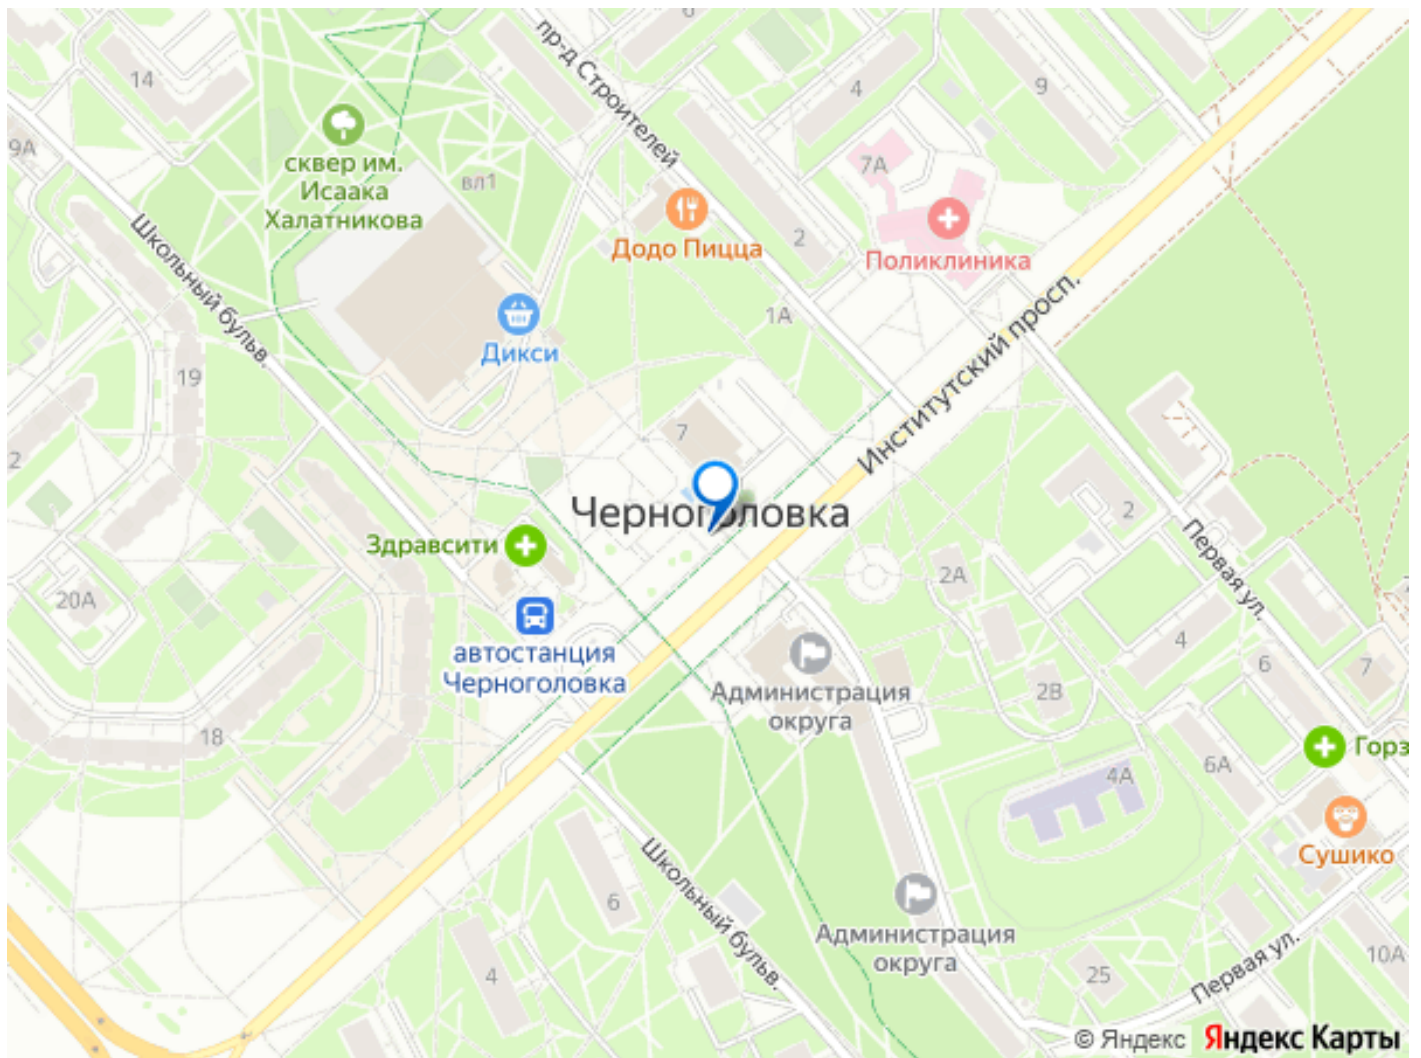 6
14
пр-д Строителей
4
9
9А
сквер им.
Исаака
Халатникова
вл1
7А
2
Додо Пицца
Поликлиника
Школьный бульв.
1А
Институтский просп.
Дикси
19
7
2
Черноголовка
2
Здравсити
Первая ул.
2А
20А
автостанция
Черноголовка
4
6
7
Администрация
округа
2В
18
6А
Горз
4А
Сушико
Школьный бульв.
6
Администрация
округа
4
25
Первая ул.
10А
© Яндекс Яндекс Карты